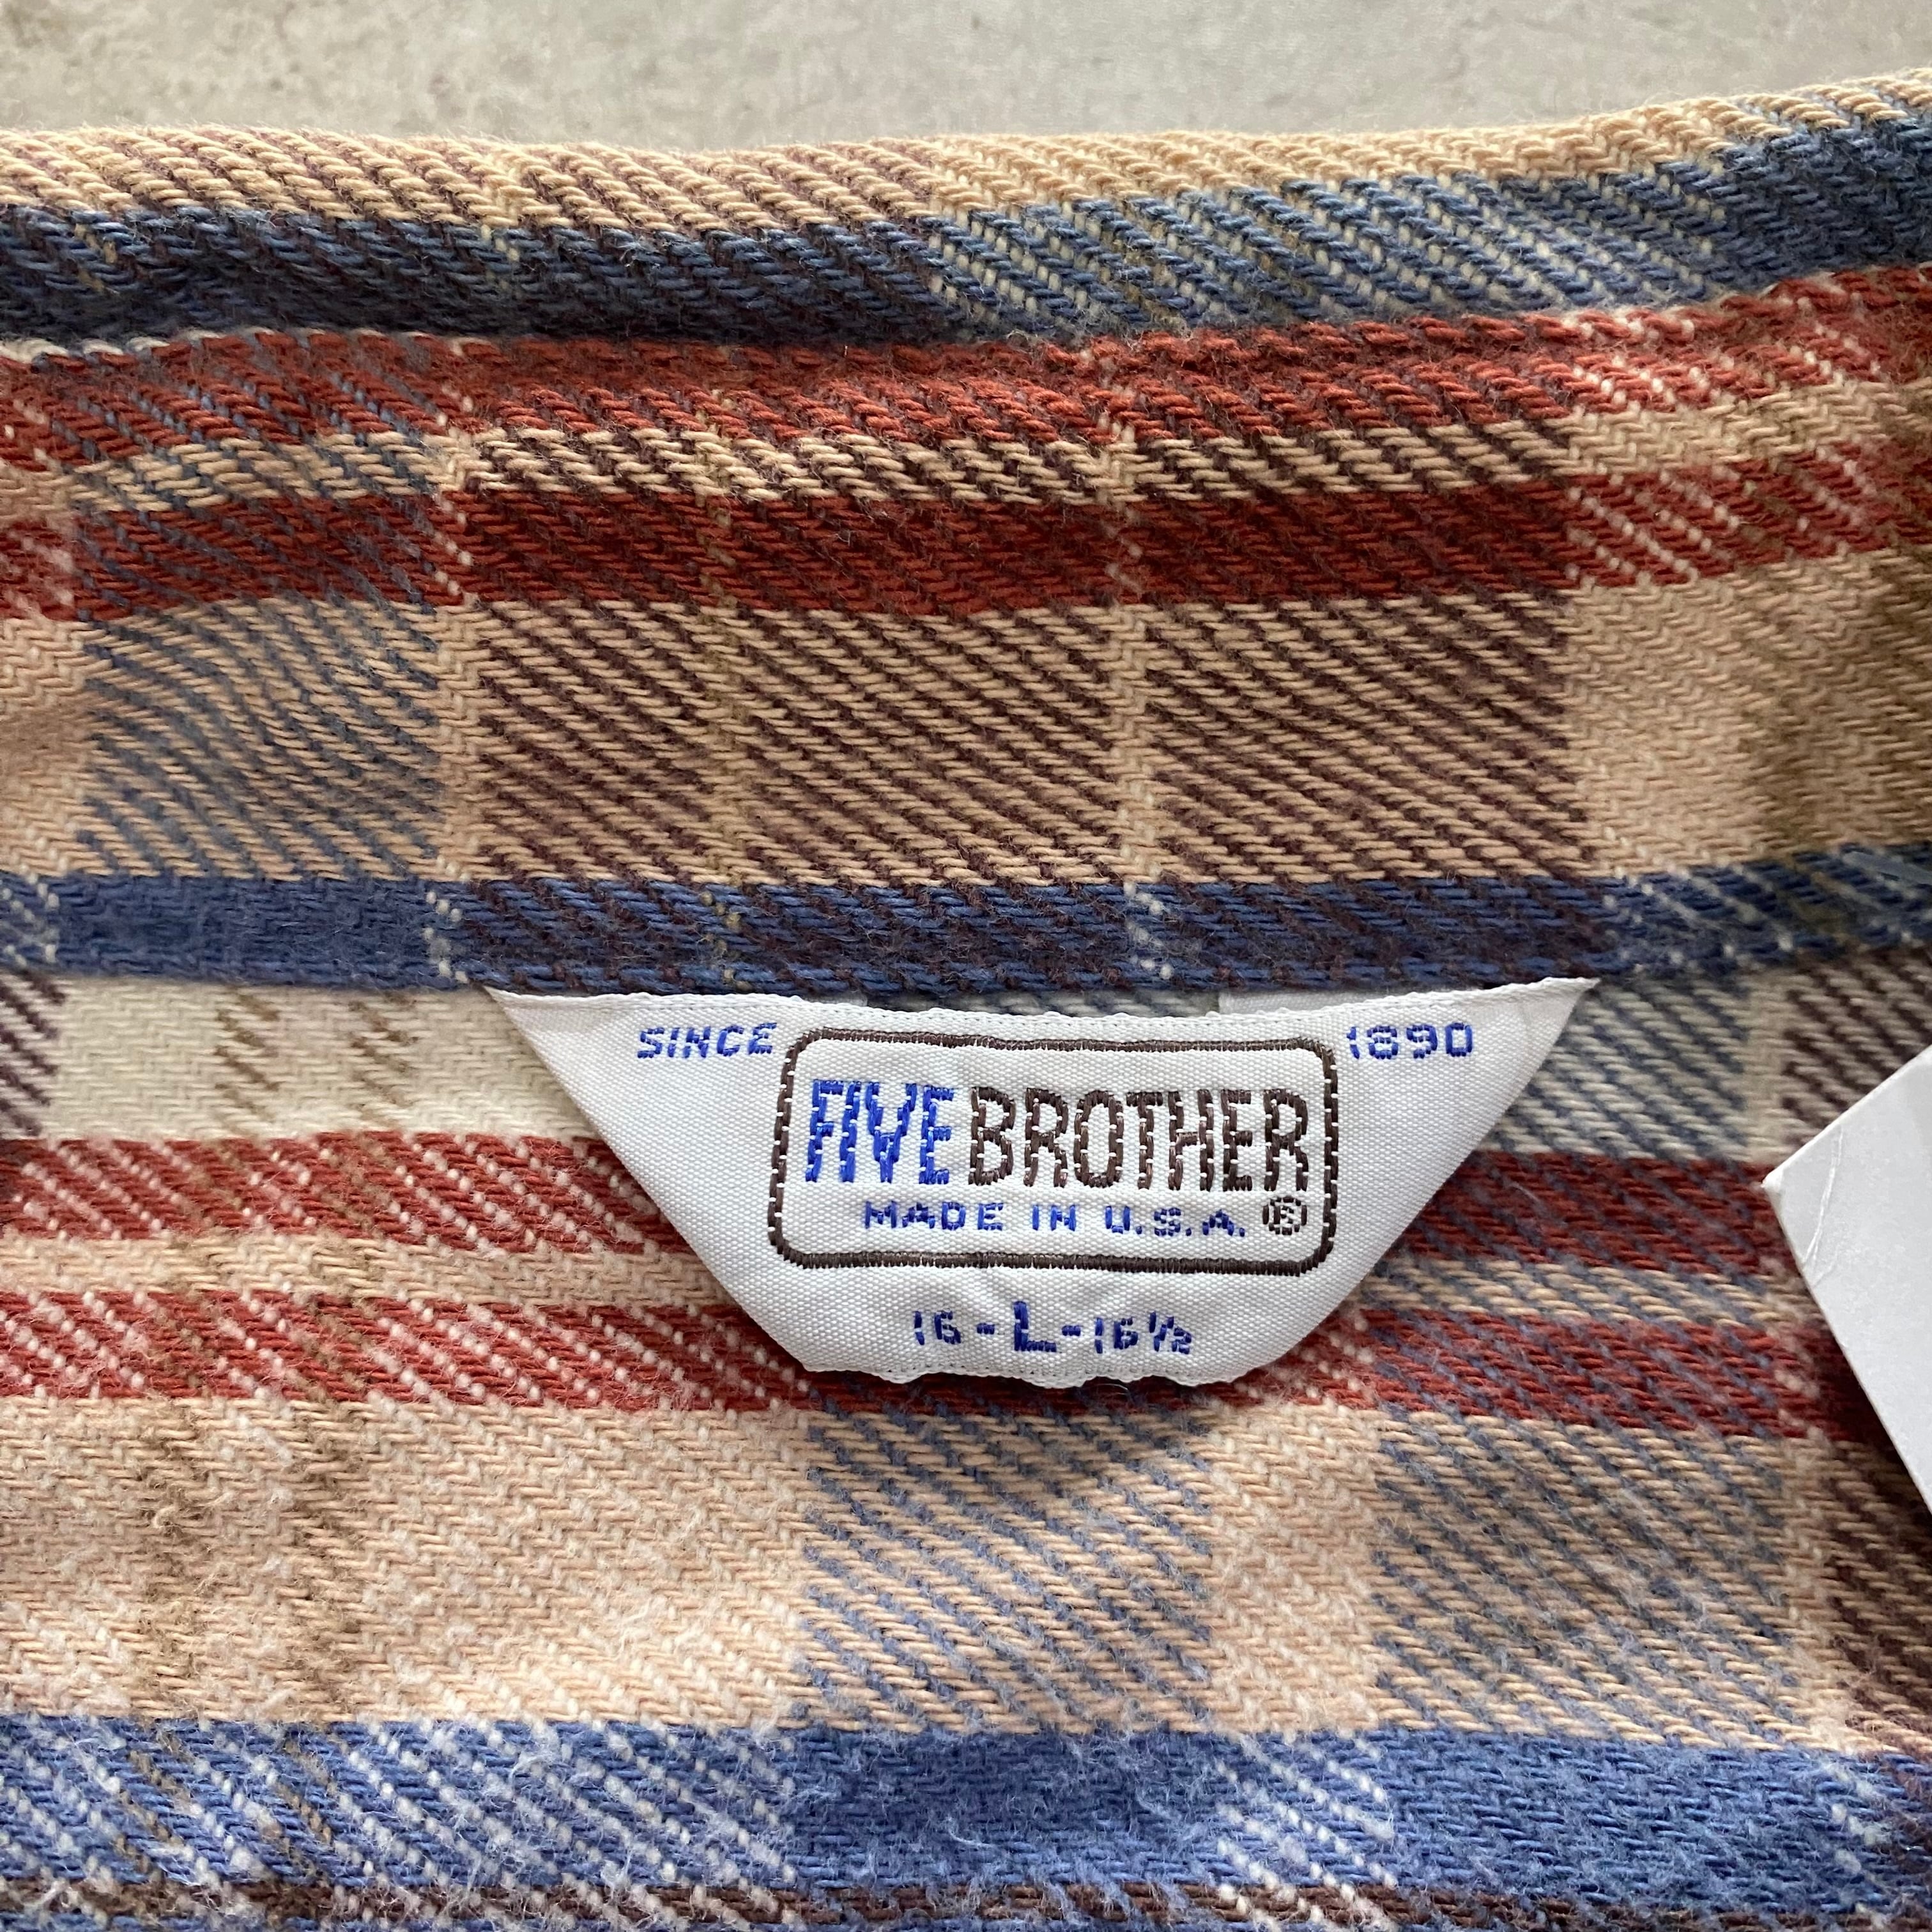 SINCE 1890
FIVE BROTHER
MADE IN U.S.A. ®
16-L-16½